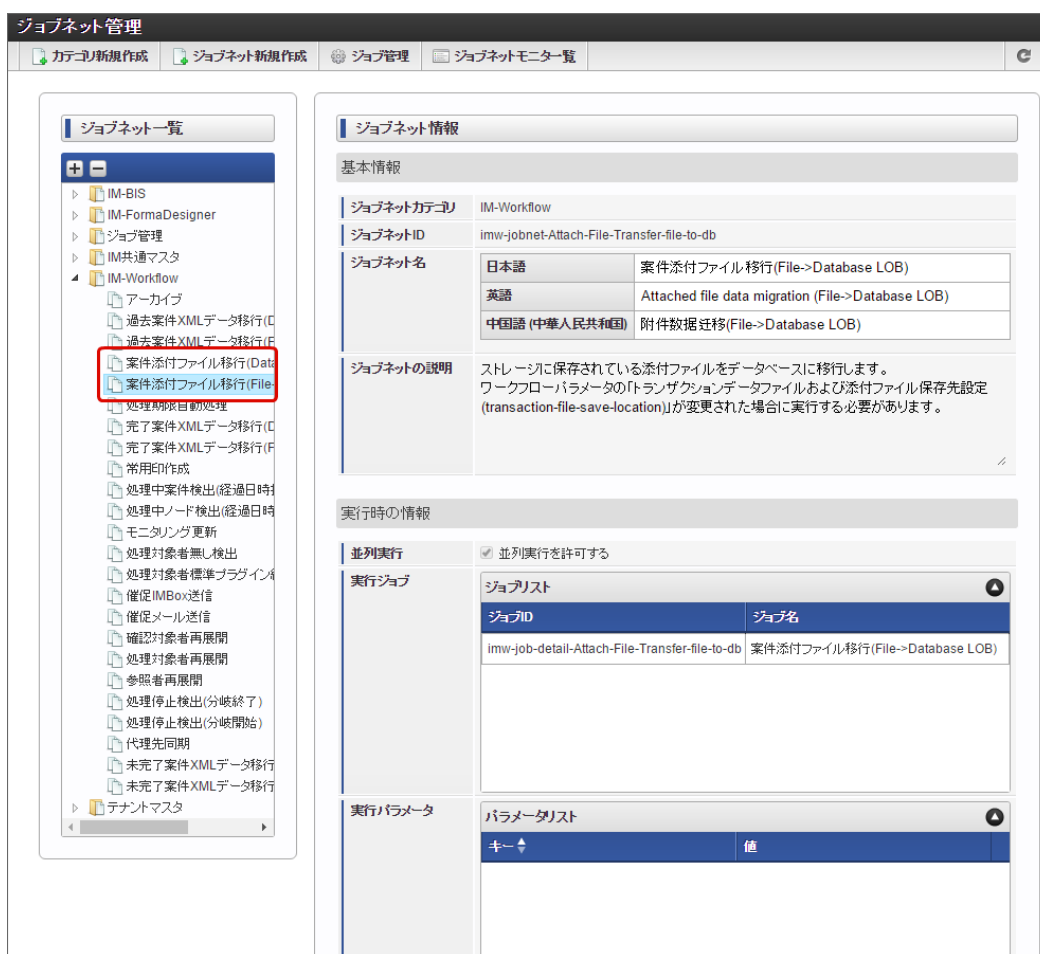 ジョブネット管理
カテゴリ新規作成 ジョブネット新規作成 ジョブ管理 ジョブネットモニター覧
ジョブネット一覧
IM-BIS
IM-FormaDesigner
ジョブ管理
IM共通マスタ
IM-Workflow
アーカイブ
過去案件XMLデータ移行(D
過去案件XMLデータ移行(F
案件添付ファイル移行(Data
案件添付ファイル移行(File-
処理期限自動処理
完了案件XMLデータ移行(D
完了案件XMLデータ移行(F
常用印作成
処理中案件検出(経過日時
処理中ノード検出(経過日時
モニタリング更新
処理対象者無し検出
処理対象者標準プラグイン
催促IMBox送信
催促メール送信
確認対象者再展開
処理対象者再展開
参照者再展開
処理停止検出(分岐終了)
処理停止検出(分岐開始)
代理先同期
未完了案件XMLデータ移行
未完了案件XMLデータ移行
テナントマスタ
ジョブネット情報
基本情報
ジョブネットカテゴリ IM-Workflow
ジョブネットID imw-jobnet-Attach-File-Transfer-file-to-db
ジョブネット名
日本語 案件添付ファイル移行(File->Database LOB)
英語 Attached file data migration (File->Database LOB)
中国語 (中華人民共和国) 附件数据迁移(File->Database LOB)
ジョブネットの説明 ストレージに保存されている添付ファイルをデータベースに移行します。
ワークフローパラメータの「トランザクションデータファイルおよび添付ファイル保存先設定
(transaction-file-save-location)」が変更された場合に実行する必要があります。
実行時の情報
並列実行 並列実行を許可する
実行ジョブ ジョブリスト
ジョブID ジョブ名
imw-job-detail-Attach-File-Transfer-file-to-db 案件添付ファイル移行(File->Database LOB)
実行パラメータ パラメータリスト
キー 値